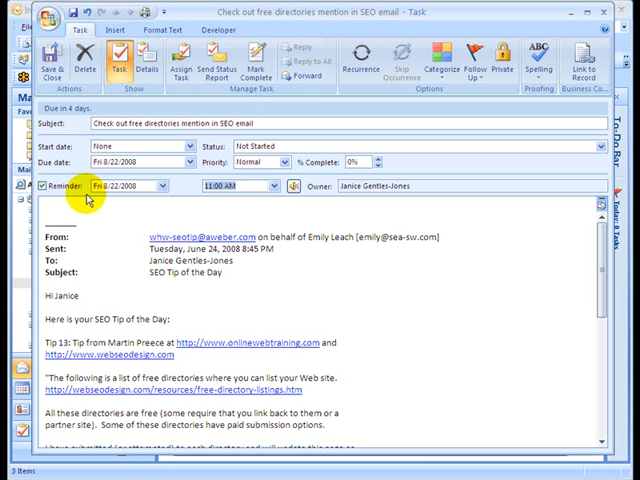 Check out free directories mention in SEO email - Task
Task Insert Format Text Developer
Save & Close
Delete
Task
Details
Assign Task
Send Status Report
Mark Complete
Reply
Reply to All
Forward
Recurrence
Skip Occurrence
Categorize
Follow Up
Private
Spelling
Link to Record
Actions Show Manage Task Options Proofing Business Co...
Due in 4 days.
Subject: Check out free directories mention in SEO email
Start date: None Status: Not Started
Due date: Fri 8/22/2008 Priority: Normal % Complete: 0%
Reminder: Fri 8/22/2008 11:00 AM Owner: Janice Gentles-Jones
From: whw-seotip@aweber.com on behalf of Emily Leach [emily@sea-sw.com]
Sent: Tuesday, June 24, 2008 8:45 PM
To: Janice Gentles-Jones
Subject: SEO Tip of the Day
Hi Janice
Here is your SEO Tip of the Day:
Tip 13: Tip from Martin Preece at http://www.onlinewebtraining.com and
http://www.webseodesign.com
"The following is a list of free directories where you can list your Web site.
http://webseodesign.com/resources/free-directory-listings.htm
All these directories are free (some require that you link back to them or a
partner site). Some of these directories have paid submission options.
3 Items
To-Do Bar
Today: 8 Tasks